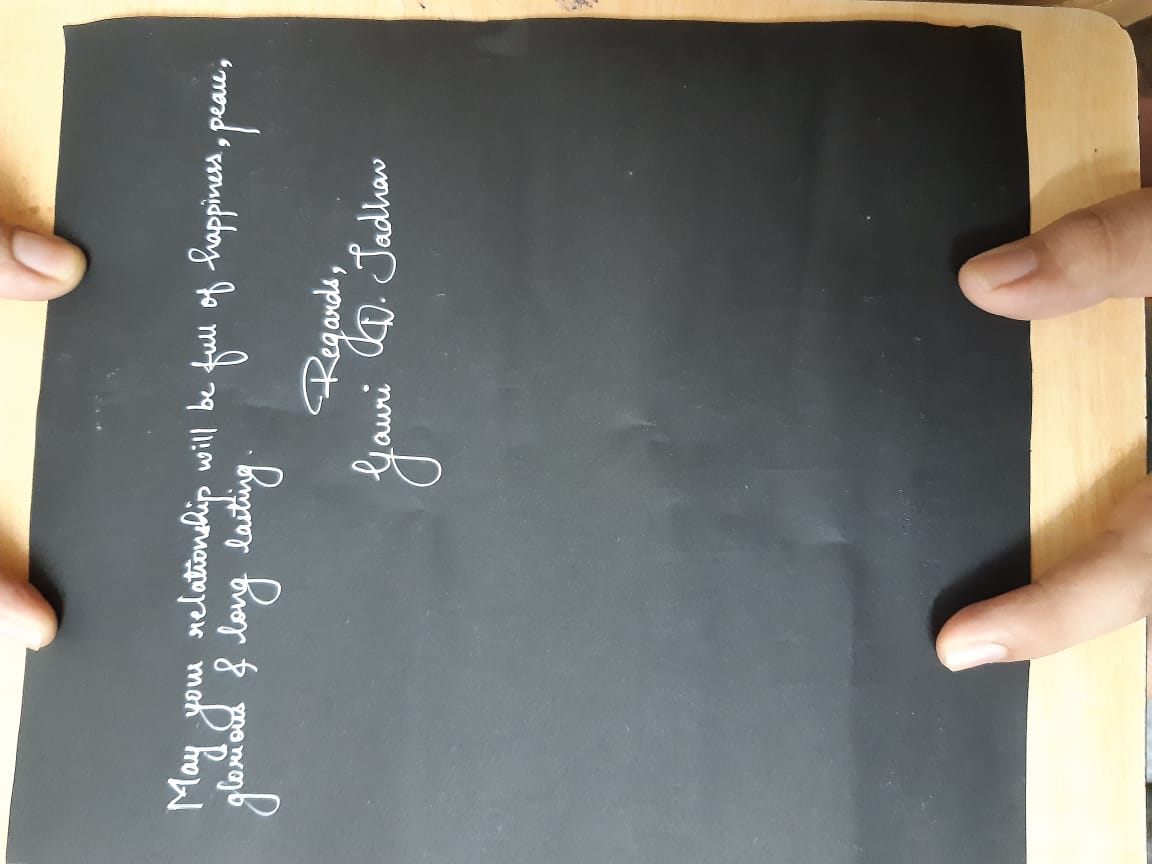 May your relationship will be full of happiness, peace,
glorious & long lasting.
Regards,
Gauri D. Jadhav